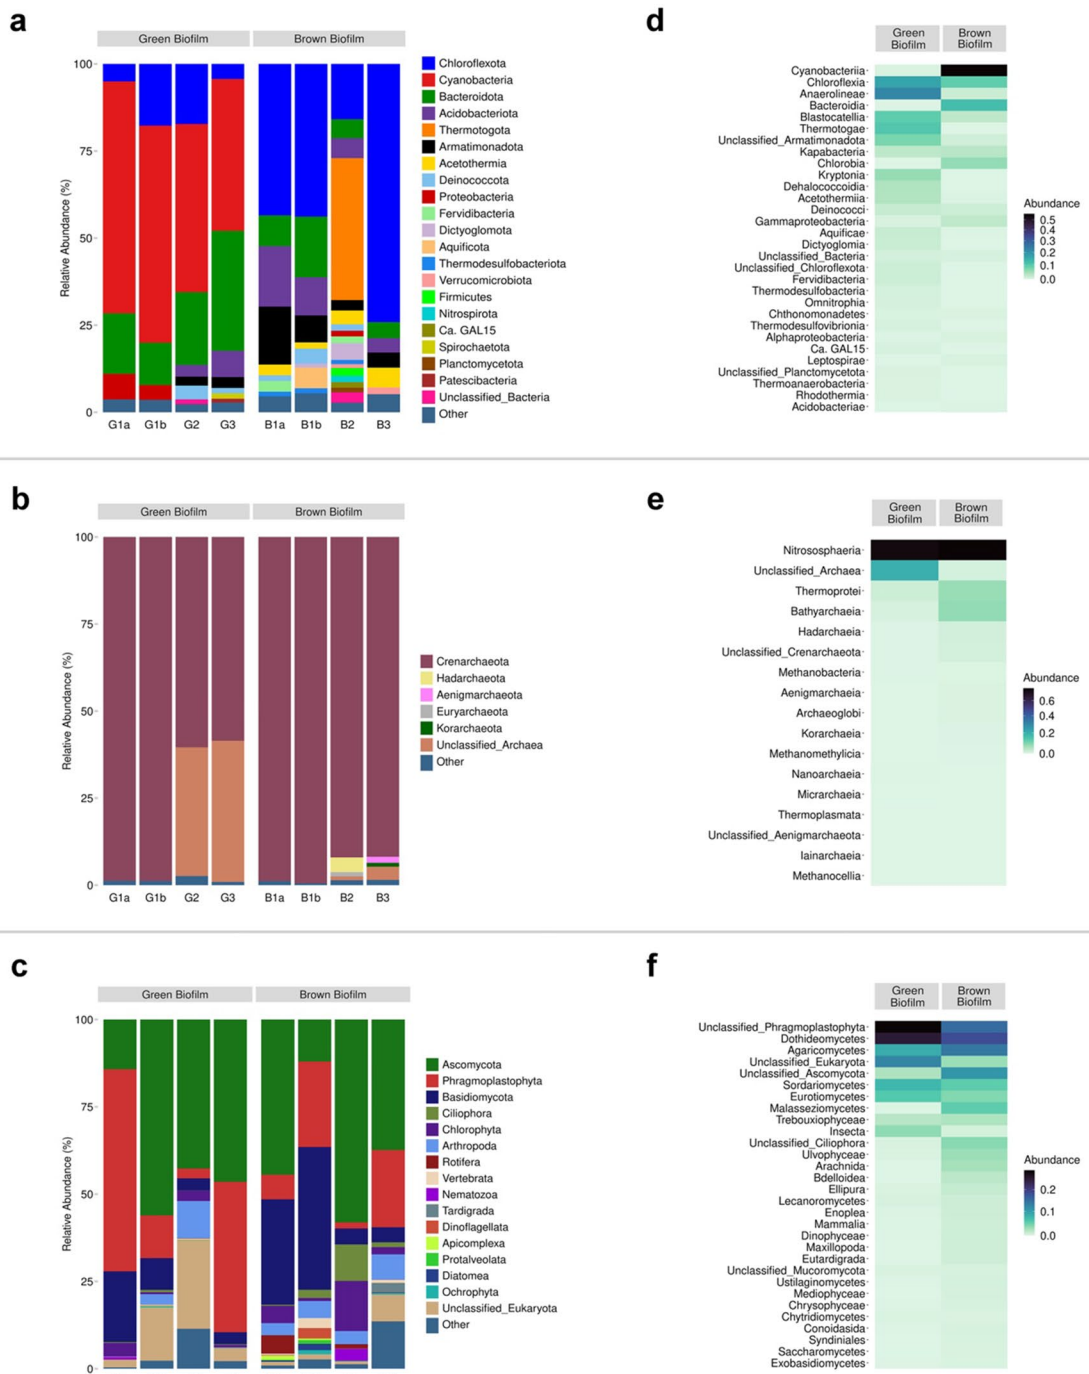 a
Green Biofilm
Brown Biofilm
Relative Abundance (%)
100
75
50
25
0
G1a G1b G2 G3 B1a B1b B2 B3
Chloroflexota
Cyanobacteria
Bacteroidota
Acidobacteriota
Thermotogota
Armatimonadota
Acetothermia
Deinococcota
Proteobacteria
Fervidibacteria
Dictyoglomota
Aquificota
Thermodesulfobacteriota
Verrucomicrobiota
Firmicutes
Nitrospirota
Ca. GAL15
Spirochaetota
Planctomycetota
Patescibacteria
Unclassified_Bacteria
Other
d
Green
Biofilm
Brown
Biofilm
Cyanobacteriia
Chloroflexia
Anaerolineae
Bacteroidia
Blastocatellia
Thermotogae
Unclassified_Armatimonadota
Kapabacteria
Chlorobia
Kryptonia
Dehalococcoidia
Acetothermiia
Deinococci
Gammaproteobacteria
Aquificae
Dictyoglomia
Unclassified_Bacteria
Unclassified_Chloroflexota
Fervidibacteria
Thermodesulfobacteria
Omnitrophia
Chthonomonadetes
Thermodesulfovibrionia
Alphaproteobacteria
Ca. GAL15
Leptospirae
Unclassified_Planctomycetota
Thermoanaerobacteria
Rhodothermia
Acidobacteriae
Abundance
0.5
0.4
0.3
0.2
0.1
0.0
b
Green Biofilm
Brown Biofilm
Relative Abundance (%)
100
75
50
25
0
G1a G1b G2 G3 B1a B1b B2 B3
Crenarchaeota
Hadarchaeota
Aenigmarchaeota
Euryarchaeota
Korarchaeota
Unclassified_Archaea
Other
e
Green
Biofilm
Brown
Biofilm
Nitrososphaeria
Unclassified_Archaea
Thermoprotei
Bathyarchaeia
Hadarchaeia
Unclassified_Crenarchaeota
Methanobacteria
Aenigmarchaeia
Archaeoglobi
Korarchaeia
Methanomethylicia
Nanoarchaeia
Micrarchaeia
Thermoplasmata
Unclassified_Aenigmarchaeota
Iainarchaeia
Methanocellia
Abundance
0.6
0.4
0.2
0.0
c
Green Biofilm
Brown Biofilm
Relative Abundance (%)
100
75
50
25
0
Ascomycota
Phragmoplastophyta
Basidiomycota
Ciliophora
Chlorophyta
Arthropoda
Rotifera
Vertebrata
Nematozoa
Tardigrada
Dinoflagellata
Apicomplexa
Protalveolata
Diatomea
Ochrophyta
Unclassified_Eukaryota
Other
f
Green
Biofilm
Brown
Biofilm
Unclassified_Phragmoplastophyta
Dothideomycetes
Agaricomycetes
Unclassified_Eukaryota
Unclassified_Ascomycota
Sordariomycetes
Eurotiomycetes
Malasseziomycetes
Trebouxiophyceae
Insecta
Unclassified_Ciliophora
Ulvophyceae
Arachnida
Bdelloidea
Ellipura
Lecanoromycetes
Enoplea
Mammalia
Dinophyceae
Maxillopoda
Eutardigrada
Unclassified_Mucoromycota
Ustilaginomycetes
Mediophyceae
Chrysophyceae
Chytridiomycetes
Conoidasida
Syndiniales
Saccharomycetes
Exobasidiomycetes
Abundance
0.2
0.1
0.0